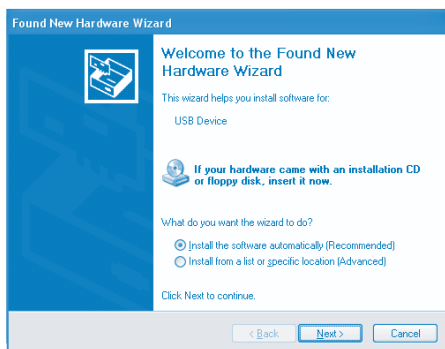 Found New Hardware Wizard
Welcome to the Found New
Hardware Wizard
This wizard helps you install software for:
USB Device
If your hardware came with an installation CD
or floppy disk, insert it now.
What do you want the wizard to do?
Install the software automatically (Recommended)
Install from a list or specific location (Advanced)
Click Next to continue.
< Back Next > Cancel